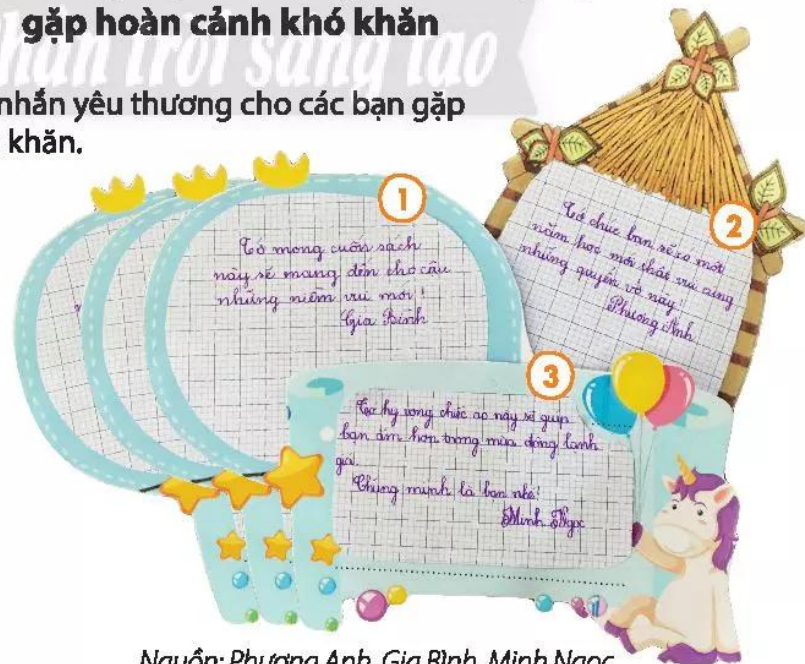 gặp hoàn cảnh khó khăn
chân trời sáng tạo
nhắn yêu thương cho các bạn gặp
khăn.
1
Tớ mong cuốn sách
này sẽ mang đến cho cậu
những niềm vui mới!
Gia Bình
2
Tớ chúc bạn sẽ có một
năm học mới thật vui cùng
những quyển vở này!
Phương Anh
3
Tớ hy vọng chiếc áo này sẽ giúp
bạn ấm hơn trong mùa đông lạnh
giá.
Chúng mình là bạn nhé!
Minh Ngọc
Nguồn: Phương Anh, Gia Bình, Minh Ngọc